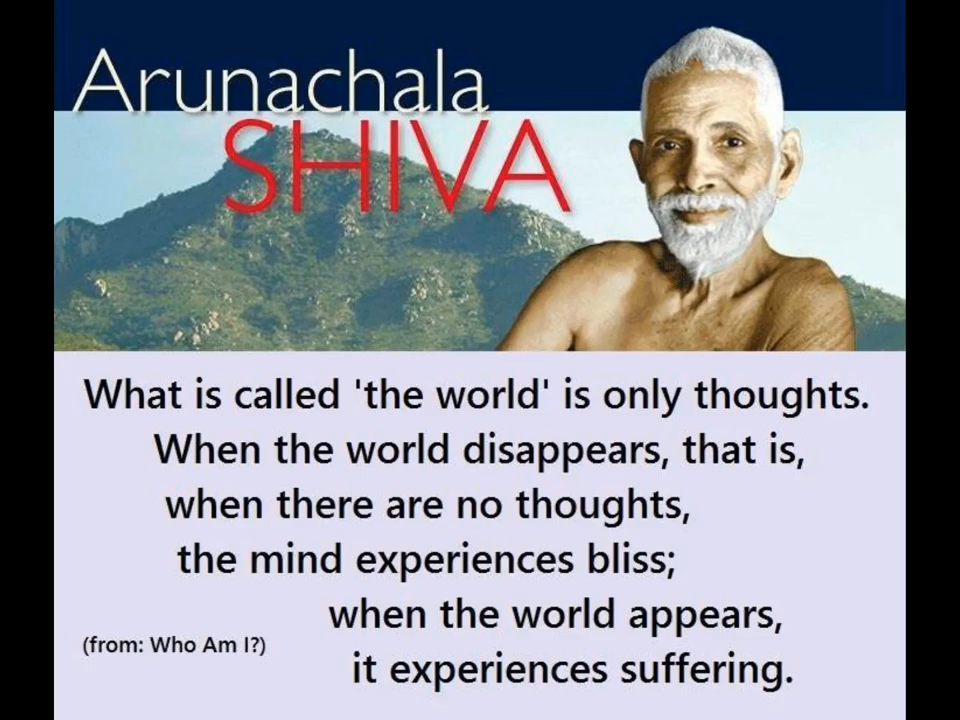 Arunachala
SHIVA
What is called 'the world' is only thoughts.
When the world disappears, that is,
when there are no thoughts,
the mind experiences bliss;
when the world appears,
(from: Who Am I?)
it experiences suffering.